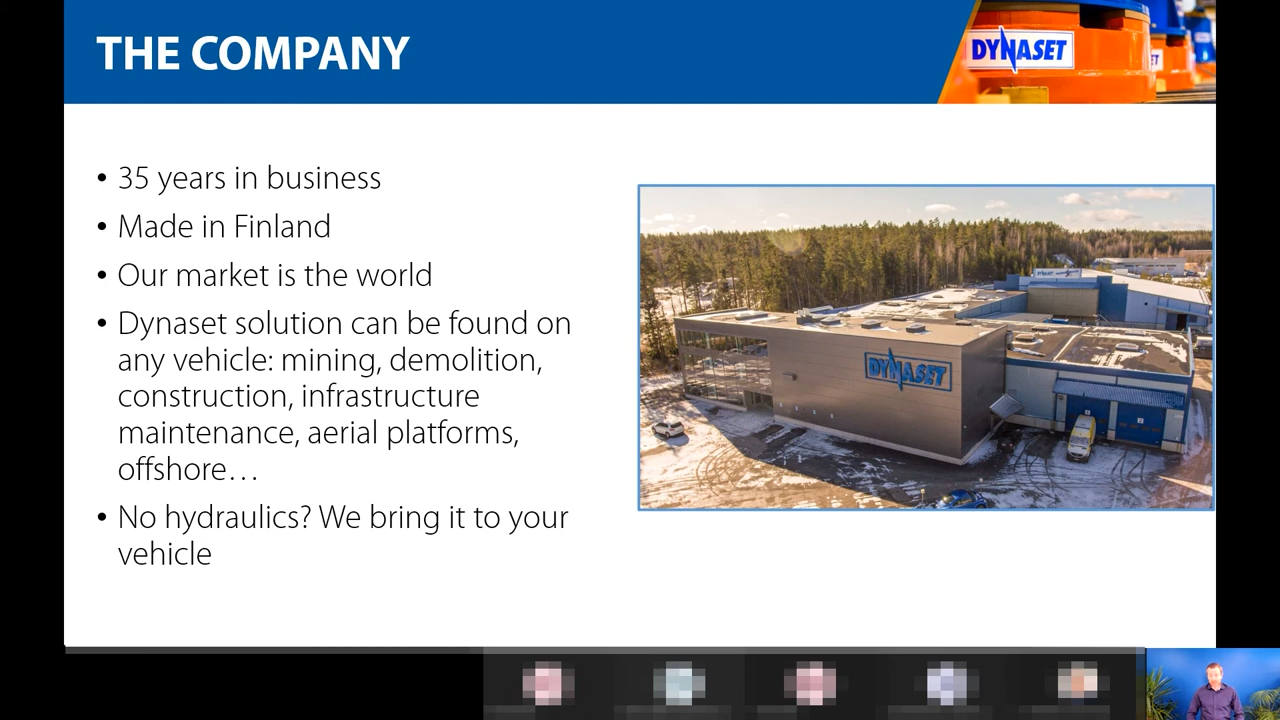 THE COMPANY
DYNASET
• 35 years in business
• Made in Finland
• Our market is the world
• Dynaset solution can be found on
any vehicle: mining, demolition,
construction, infrastructure
maintenance, aerial platforms,
offshore…
• No hydraulics? We bring it to your
vehicle
DYNASET